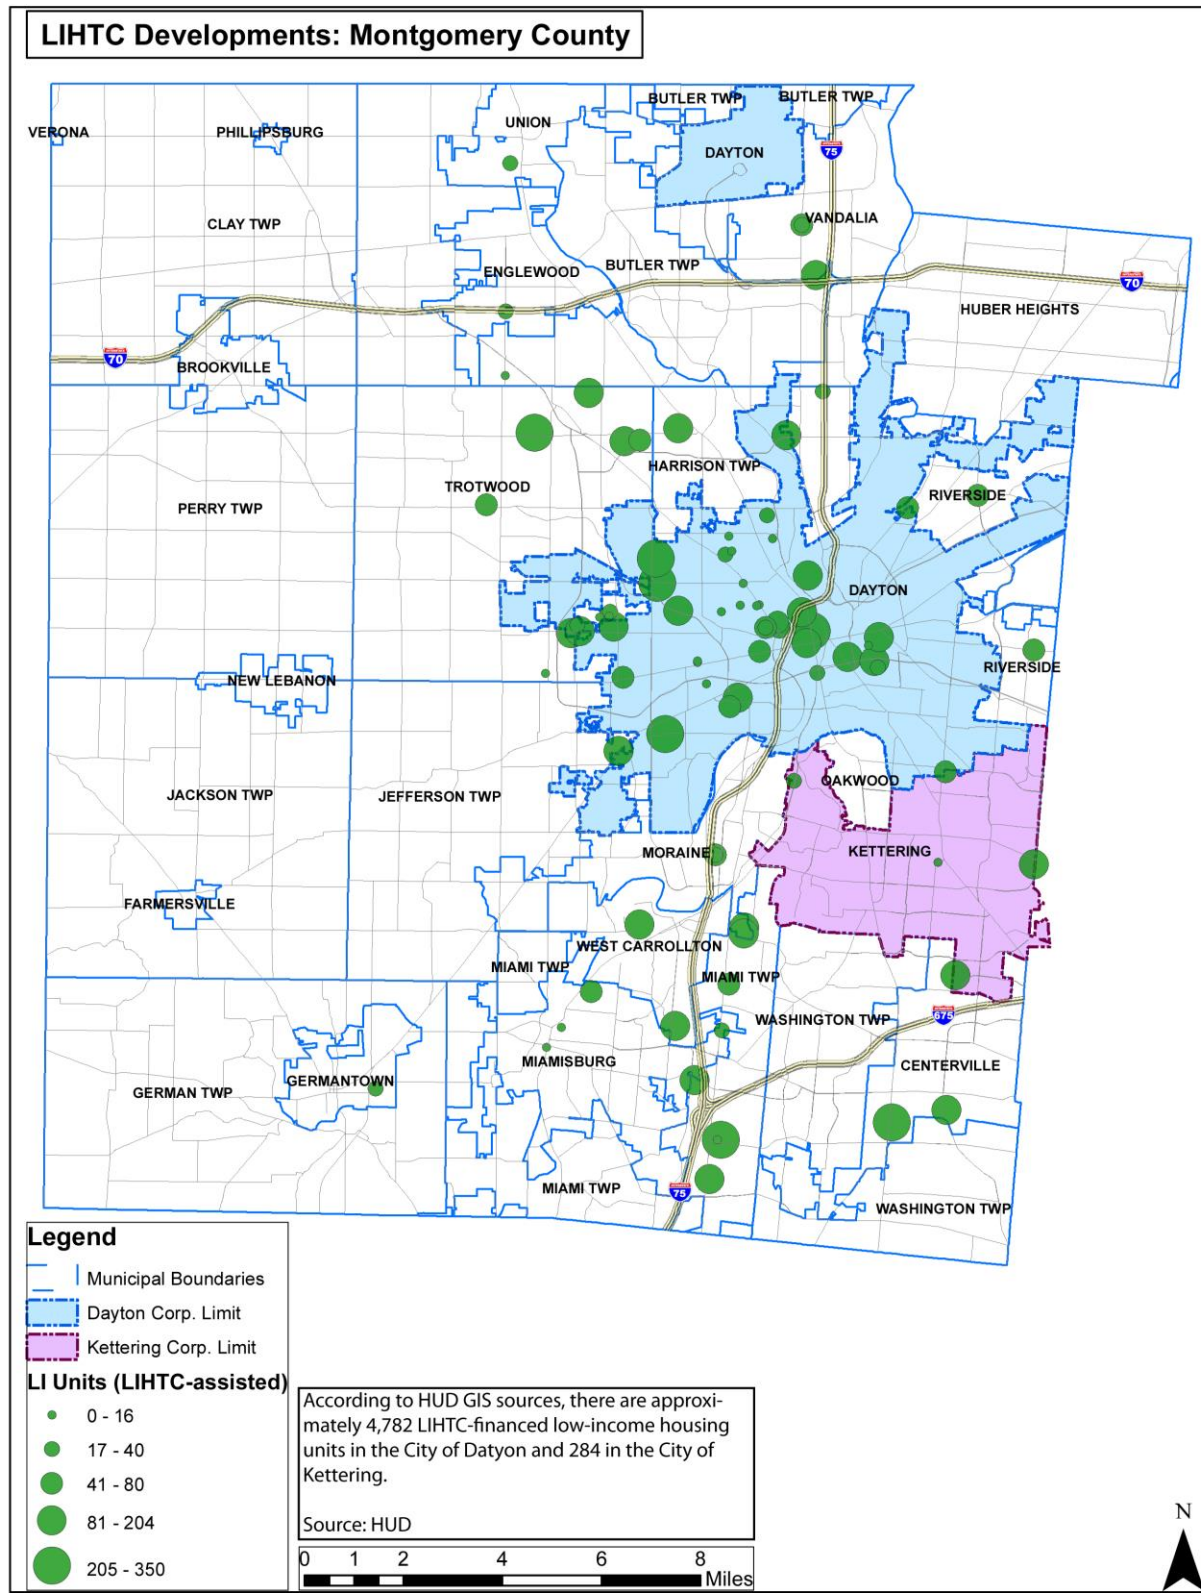 LIHTC Developments: Montgomery County
BUTLER TWP
BUTLER TWP
VERONA
PHILLIPSBURG
UNION
75
DAYTON
CLAY TWP
VANDALIA
ENGLEWOOD
BUTLER TWP
70
HUBER HEIGHTS
70
BROOKVILLE
HARRISON TWP
TROTWOOD
RIVERSIDE
PERRY TWP
DAYTON
RIVERSIDE
NEW LEBANON
OAKWOOD
JACKSON TWP
JEFFERSON TWP
MORAINE
KETTERING
FARMERSVILLE
WEST CARROLLTON
MIAMI TWP
MIAMI TWP
675
WASHINGTON TWP
MIAMISBURG
CENTERVILLE
GERMANTOWN
GERMAN TWP
MIAMI TWP
75
WASHINGTON TWP
Legend
Municipal Boundaries
Dayton Corp. Limit
Kettering Corp. Limit
LI Units (LIHTC-assisted)
0 - 16
17 - 40
41 - 80
81 - 204
205 - 350
According to HUD GIS sources, there are approxi-
mately 4,782 LIHTC-financed low-income housing
units in the City of Datyon and 284 in the City of
Kettering.
Source: HUD
0 1 2 4 6 8
Miles
N